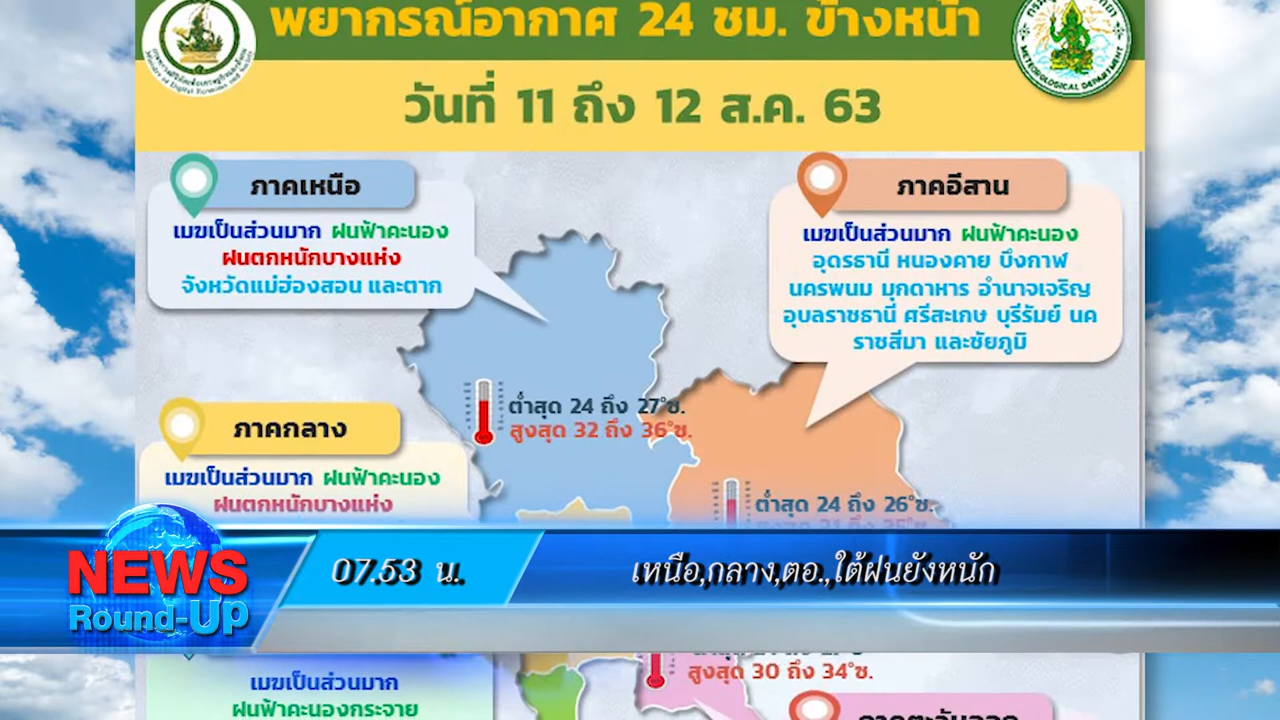 พยากรณ์อากาศ 24 ชม. ข้างหน้า
วันที่ 11 ถึง 12 ส.ค. 63
METEOROLOGICAL DEPARTMENT
ภาคเหนือ
เมฆเป็นส่วนมาก ฝนฟ้าคะนอง
ฝนตกหนักบางแห่ง
จังหวัดแม่ฮ่องสอน และตาก
ภาคอีสาน
เมฆเป็นส่วนมาก ฝนฟ้าคะนอง
อุดรธานี หนองคาย บึงกาฬ
นครพนม มุกดาหาร อำนาจเจริญ
อุบลราชธานี ศรีสะเกษ บุรีรัมย์ นค
ราชสีมา และชัยภูมิ
ต่ำสุด 24 ถึง 27°ซ.
สูงสุด 32 ถึง 36°ซ.
ภาคกลาง
เมฆเป็นส่วนมาก ฝนฟ้าคะนอง
ฝนตกหนักบางแห่ง
ต่ำสุด 24 ถึง 26°ซ.
NEWS
Round-Up
07.53 น.
เหนือ,กลาง,ตอ.,ใต้ฝนยังหนัก
สูงสุด 30 ถึง 34°ซ.
เมฆเป็นส่วนมาก
ฝนฟ้าคะนองกระจาย
ภาคตะวันออก